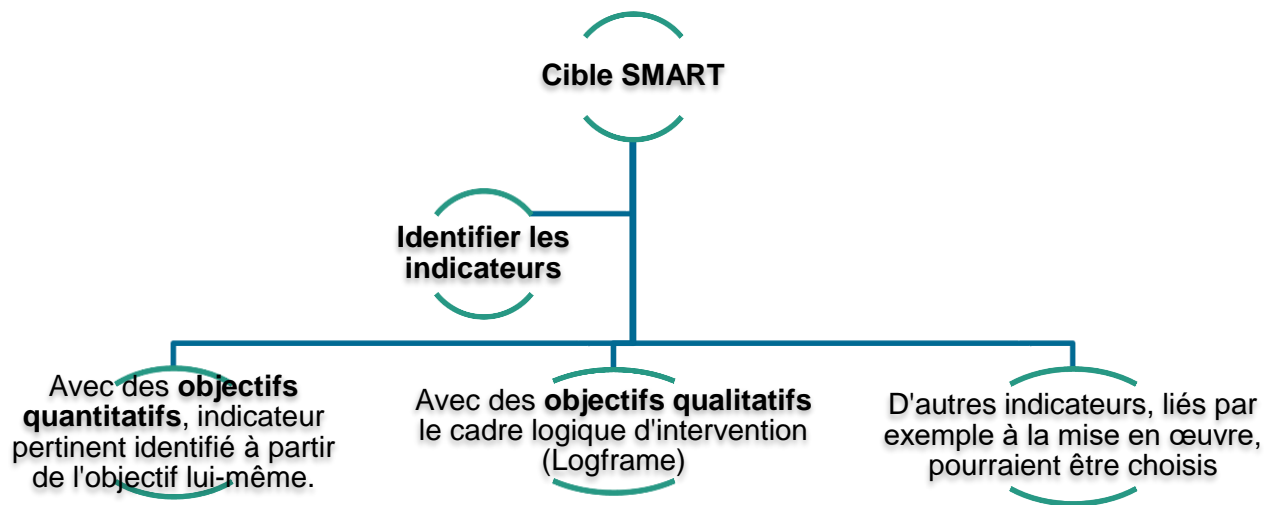 Cible SMART
Identifier les
indicateurs
Avec des objectifs
quantitatifs, indicateur
pertinent identifié à partir
de l'objectif lui-même.
Avec des objectifs qualitatifs
le cadre logique d'intervention
(Logframe)
D'autres indicateurs, liés par
exemple à la mise en œuvre,
pourraient être choisis